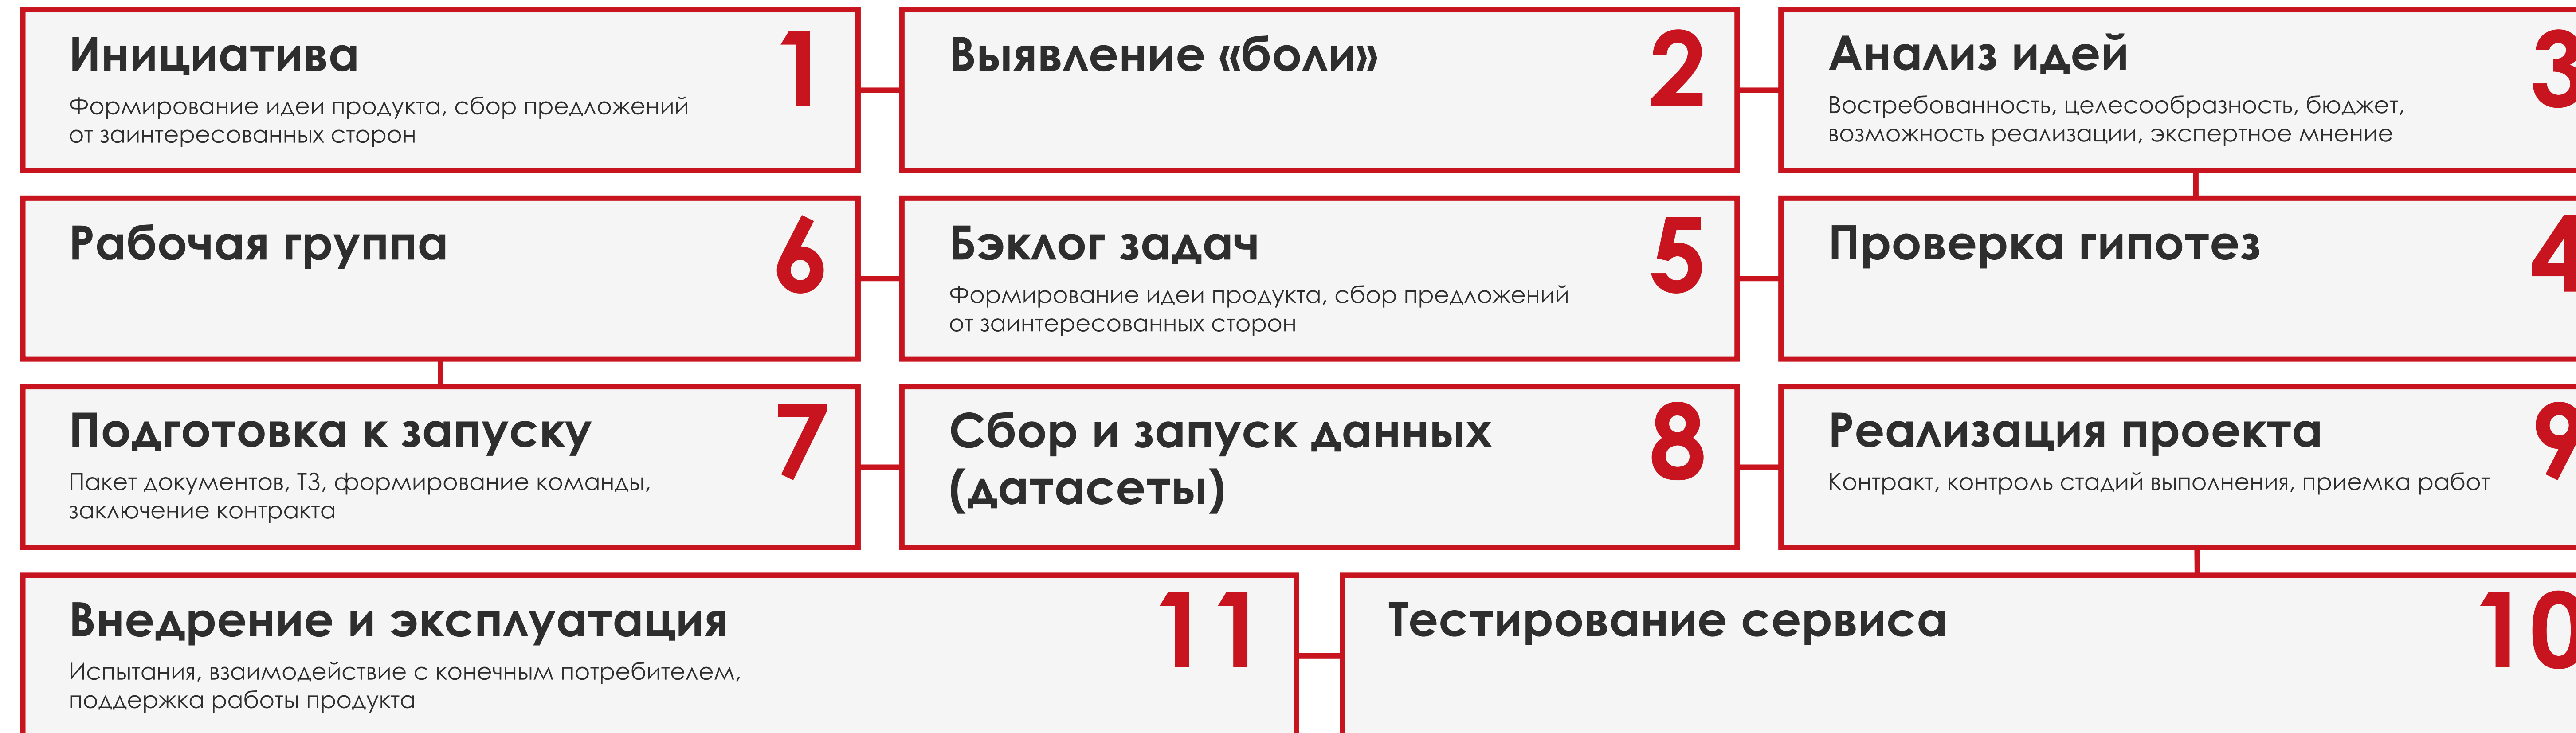 Инициатива
1
Формирование идеи продукта, сбор предложений
от заинтересованных сторон
Выявление «боли»
2
Анализ идей
3
Востребованность, целесообразность, бюджет,
возможность реализации, экспертное мнение
Рабочая группа
6
Бэклог задач
5
Формирование идеи продукта, сбор предложений
от заинтересованных сторон
Проверка гипотез
4
Подготовка к запуску
7
Пакет документов, ТЗ, формирование команды,
заключение контракта
Сбор и запуск данных
(датасеты)
8
Реализация проекта
9
Контракт, контроль стадий выполнения, приемка работ
Внедрение и эксплуатация
11
Испытания, взаимодействие с конечным потребителем,
поддержка работы продукта
Тестирование сервиса
10